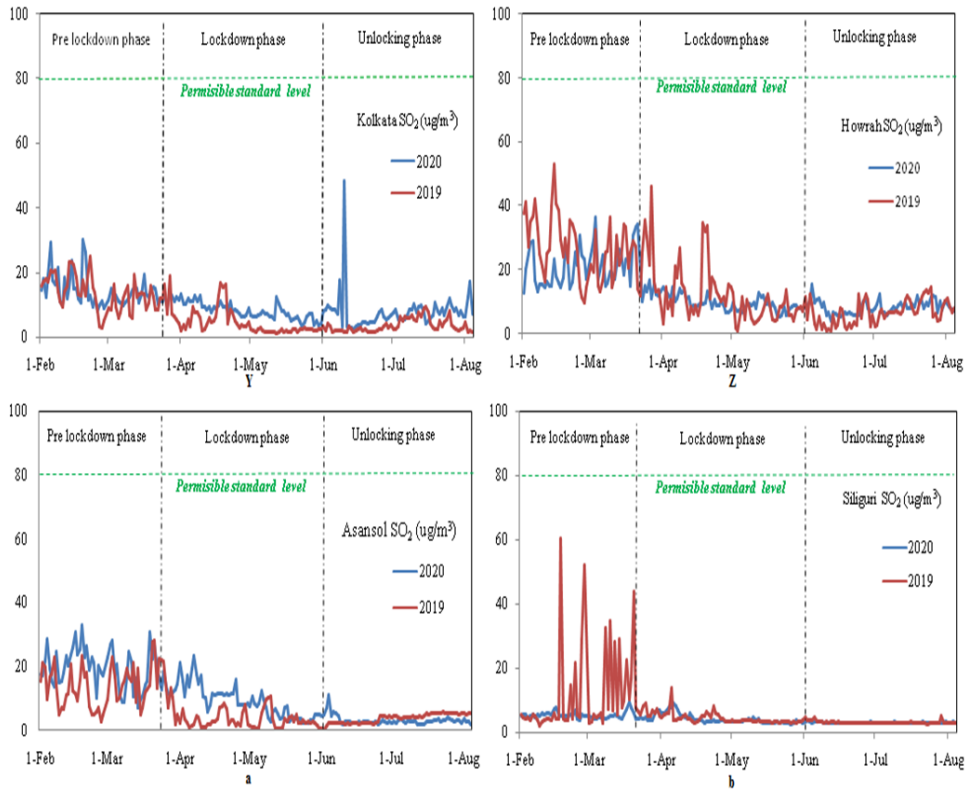 100
Pre lockdown phase
Lockdown phase
Unlocking phase
80
Permisible standard level
Kolkata SO2 (ug/m3)
60
2020
40
2019
20
0
1-Feb 1-Mar 1-Apr 1-May 1-Jun 1-Jul 1-Aug
Y
100
Pre lockdown phase
Lockdown phase
Unlocking phase
80
Permisible standard level
Howrah SO2 (ug/m3)
60
2020
40
2019
20
0
1-Feb 1-Mar 1-Apr 1-May 1-Jun 1-Jul 1-Aug
Z
100
Pre lockdown phase
Lockdown phase
Unlocking phase
80
Permisible standard level
Asansol SO2 (ug/m3)
60
2020
40
2019
20
0
1-Feb 1-Mar 1-Apr 1-May 1-Jun 1-Jul 1-Aug
a
100
Pre lockdown phase
Lockdown phase
Unlocking phase
80
Permisible standard level
Siliguri SO2 (ug/m3)
60
2020
2019
40
20
0
1-Feb 1-Mar 1-Apr 1-May 1-Jun 1-Jul 1-Aug
b